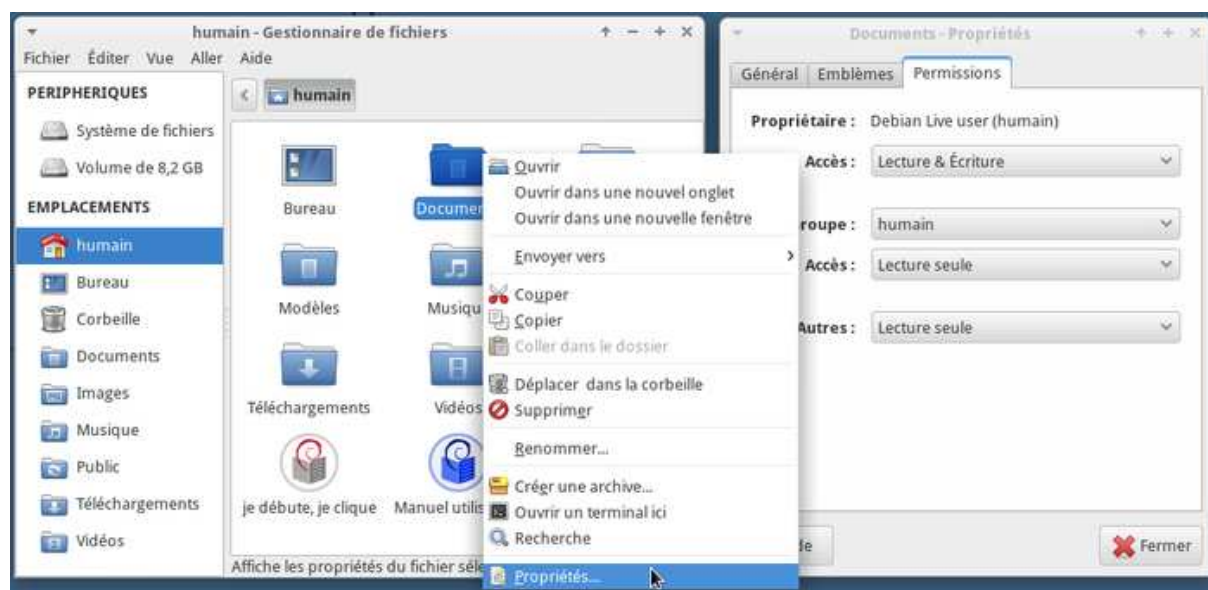 humain - Gestionnaire de fichiers
Fichier Éditer Vue Aller Aide
PERIPHERIQUES
Système de fichiers
Volume de 8,2 GB
EMPLACEMENTS
humain
Bureau
Corbeille
Documents
Images
Musique
Public
Téléchargements
Vidéos
humain
Bureau
Documen
Modèles
Musiqu
Téléchargements
Vidéos
je débute, je clique
Manuel utilis
Affiche les propriétés du fichier séle
Ouvrir
Ouvrir dans une nouvel onglet
Ouvrir dans une nouvelle fenêtre
Envoyer vers
Couper
Copier
Coller dans le dossier
Déplacer dans la corbeille
Supprimer
Renommer...
Créer une archive...
Ouvrir un terminal ici
Recherche
Propriétés...
Documents - Propriétés
Général Emblèmes Permissions
Propriétaire : Debian Live user (humain)
Accès : Lecture & Écriture
roupe : humain
Accès : Lecture seule
Autres : Lecture seule
de
Fermer